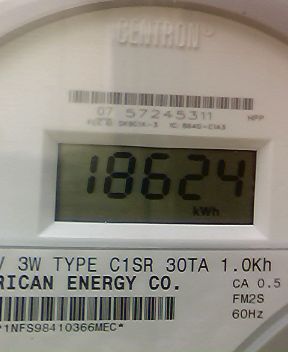 CENTRON®
07 57245311 HPP
18624
kWh
V 3W TYPE C1SR 30TA 1.0Kh
RICAN ENERGY CO. CA 0.5
FM2S
60Hz
*1NFS98410366MEC*